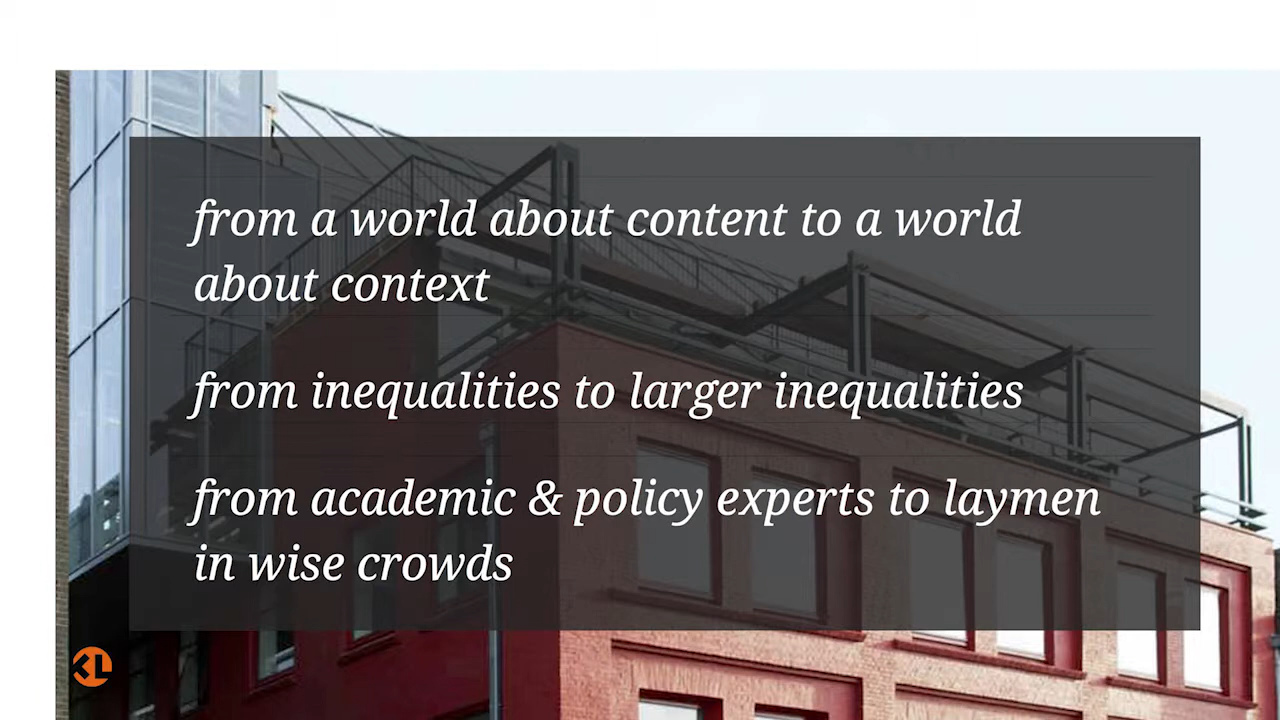 from a world about content to a world
about context
from inequalities to larger inequalities
from academic & policy experts to laymen
in wise crowds